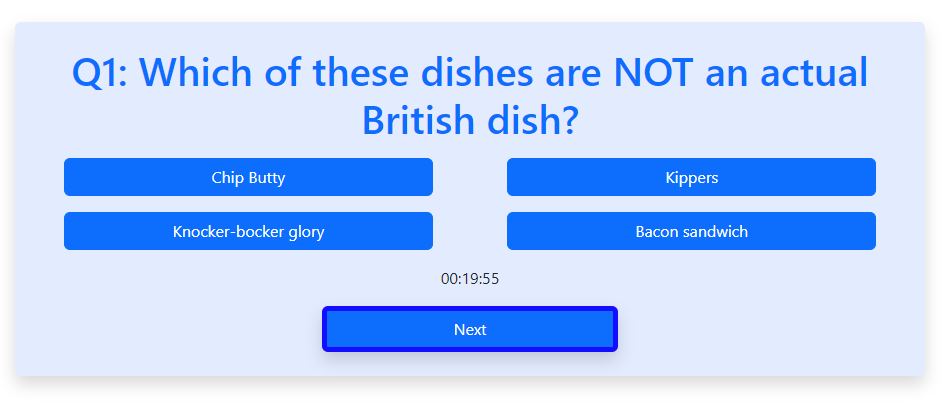 Q1: Which of these dishes are NOT an actual
British dish?
Chip Butty
Kippers
Knocker-bocker glory
Bacon sandwich
00:19:55
Next